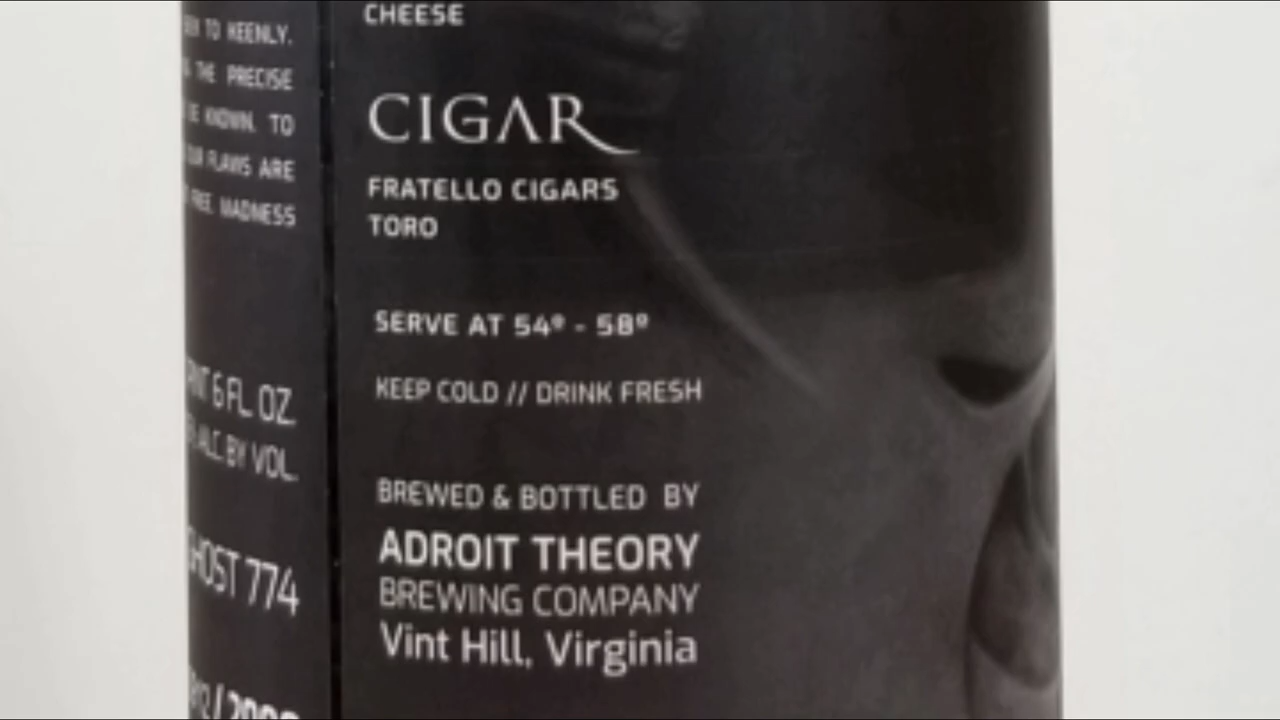 TO KEENLY.
THE PRECISE
BE KNOWN. TO
FLAWS ARE
FREE. MADNESS
6 FL. OZ.
ALC. BY VOL.
GHOST 774
CHEESE
CIGAR
FRATELLO CIGARS
TORO
SERVE AT 54º - 58º
KEEP COLD // DRINK FRESH
BREWED & BOTTLED BY
ADROIT THEORY
BREWING COMPANY
Vint Hill, Virginia